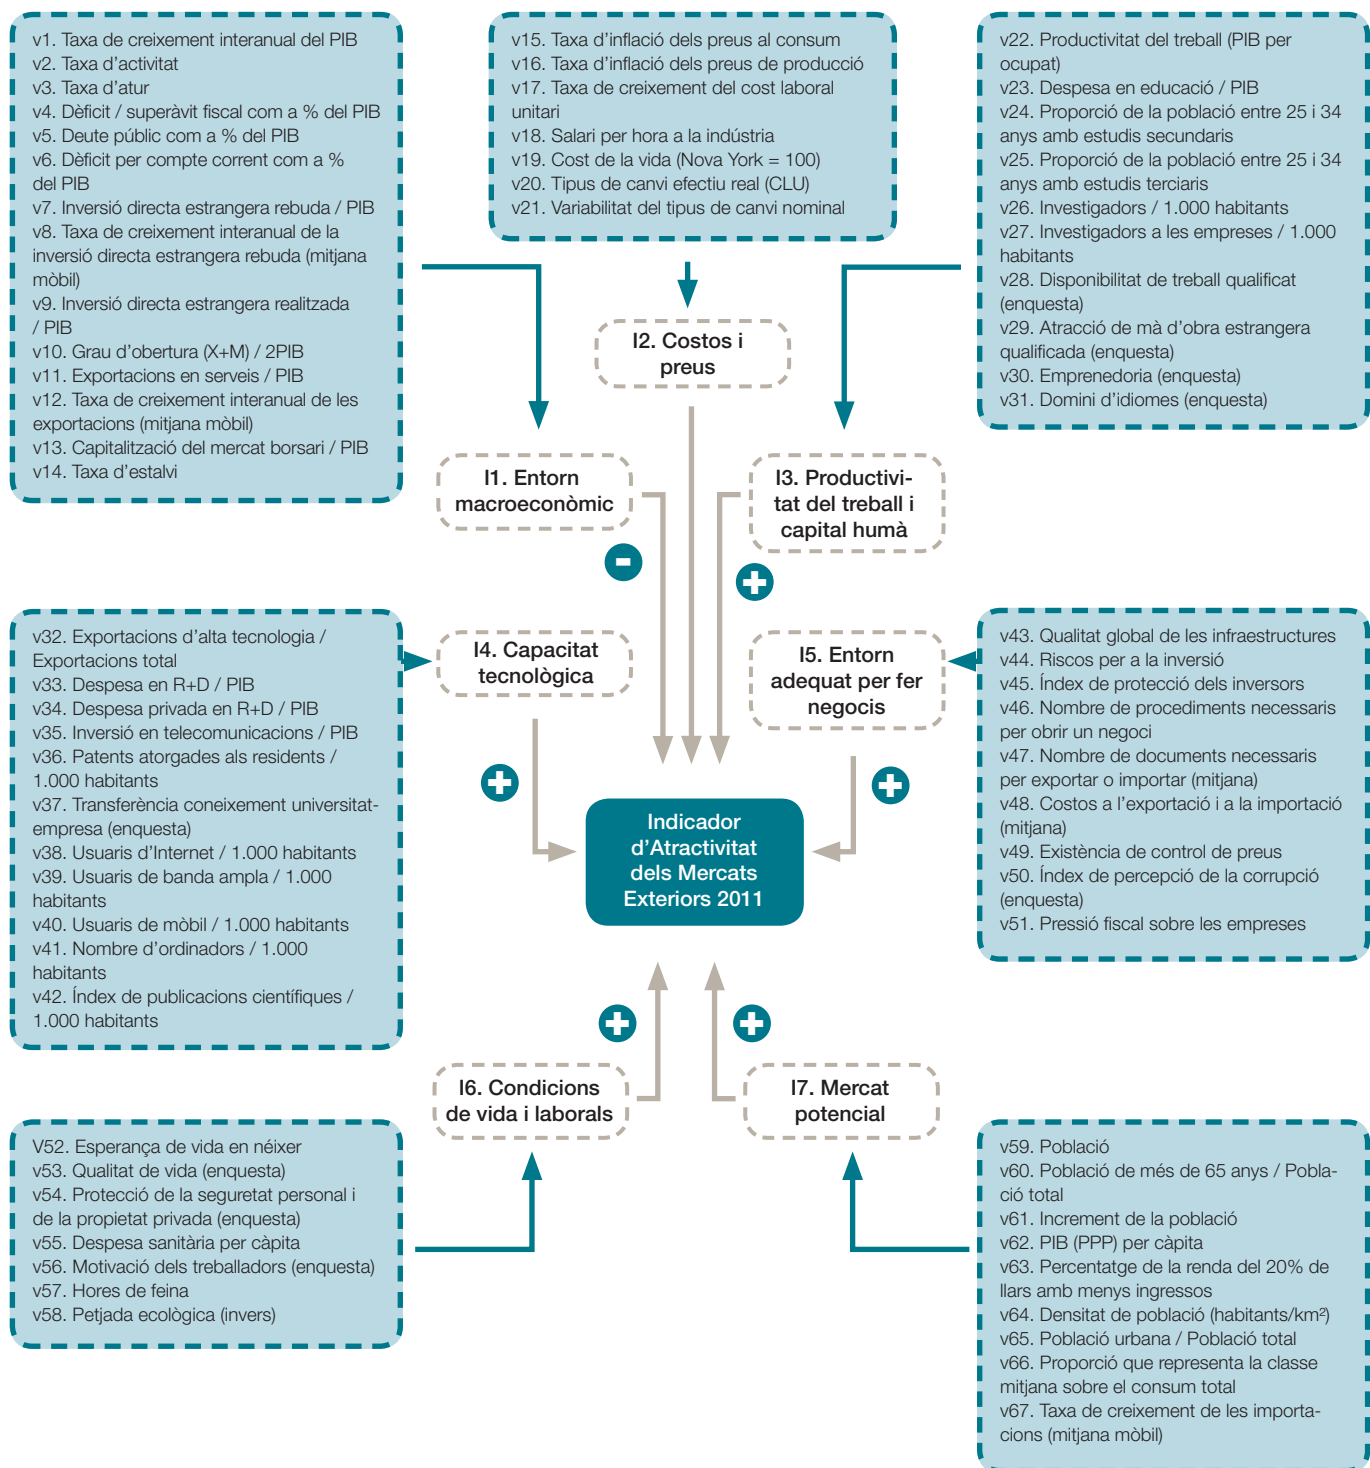 v1. Taxa de creixement interanual del PIB
v2. Taxa d'activitat
v3. Taxa d'atur
v4. Dèficit / superàvit fiscal com a % del PIB
v5. Deute públic com a % del PIB
v6. Dèficit per compte corrent com a %
del PIB
v7. Inversió directa estrangera rebuda / PIB
v8. Taxa de creixement interanual de la
inversió directa estrangera rebuda (mitjana
mòbil)
v9. Inversió directa estrangera realitzada
/ PIB
v10. Grau d'obertura (X+M) / 2PIB
v11. Exportacions en serveis / PIB
v12. Taxa de creixement interanual de les
exportacions (mitjana mòbil)
v13. Capitalització del mercat borsari / PIB
v14. Taxa d'estalvi
v15. Taxa d'inflació dels preus al consum
v16. Taxa d'inflació dels preus de producció
v17. Taxa de creixement del cost laboral
unitari
v18. Salari per hora a la indústria
v19. Cost de la vida (Nova York = 100)
v20. Tipus de canvi efectiu real (CLU)
v21. Variabilitat del tipus de canvi nominal
v22. Productivitat del treball (PIB per
ocupat)
v23. Despesa en educació / PIB
v24. Proporció de la població entre 25 i 34
anys amb estudis secundaris
v25. Proporció de la població entre 25 i 34
anys amb estudis terciaris
v26. Investigadors / 1.000 habitants
v27. Investigadors a les empreses / 1.000
habitants
v28. Disponibilitat de treball qualificat
(enquesta)
v29. Atracció de mà d'obra estrangera
qualificada (enquesta)
v30. Emprenedoria (enquesta)
v31. Domini d'idiomes (enquesta)
I2. Costos i
preus
I1. Entorn
macroeconòmic
I3. Productivi-
tat del treball i
capital humà
-
+
v32. Exportacions d'alta tecnologia /
Exportacions total
v33. Despesa en R+D / PIB
v34. Despesa privada en R+D / PIB
v35. Inversió en telecomunicacions / PIB
v36. Patents atorgades als residents /
1.000 habitants
v37. Transferència coneixement universitat-
empresa (enquesta)
v38. Usuaris d'Internet / 1.000 habitants
v39. Usuaris de banda ampla / 1.000
habitants
v40. Usuaris de mòbil / 1.000 habitants
v41. Nombre d'ordinadors / 1.000
habitants
v42. Índex de publicacions científiques /
1.000 habitants
I4. Capacitat
tecnològica
I5. Entorn
adequat per fer
negocis
v43. Qualitat global de les infraestructures
v44. Riscos per a la inversió
v45. Índex de protecció dels inversors
v46. Nombre de procediments necessaris
per obrir un negoci
v47. Nombre de documents necessaris
per exportar o importar (mitjana)
v48. Costos a l'exportació i a la importació
(mitjana)
v49. Existència de control de preus
v50. Índex de percepció de la corrupció
(enquesta)
v51. Pressió fiscal sobre les empreses
+
+
Indicador
d'Atractivitat
dels Mercats
Exteriors 2011
+
+
I6. Condicions
de vida i laborals
I7. Mercat
potencial
V52. Esperança de vida en néixer
v53. Qualitat de vida (enquesta)
v54. Protecció de la seguretat personal i
de la propietat privada (enquesta)
v55. Despesa sanitària per càpita
v56. Motivació dels treballadors (enquesta)
v57. Hores de feina
v58. Petjada ecològica (invers)
v59. Població
v60. Població de més de 65 anys / Pobla-
ció total
v61. Increment de la població
v62. PIB (PPP) per càpita
v63. Percentatge de la renda del 20% de
llars amb menys ingressos
v64. Densitat de població (habitants/km²)
v65. Població urbana / Població total
v66. Proporció que representa la classe
mitjana sobre el consum total
v67. Taxa de creixement de les importa-
cions (mitjana mòbil)